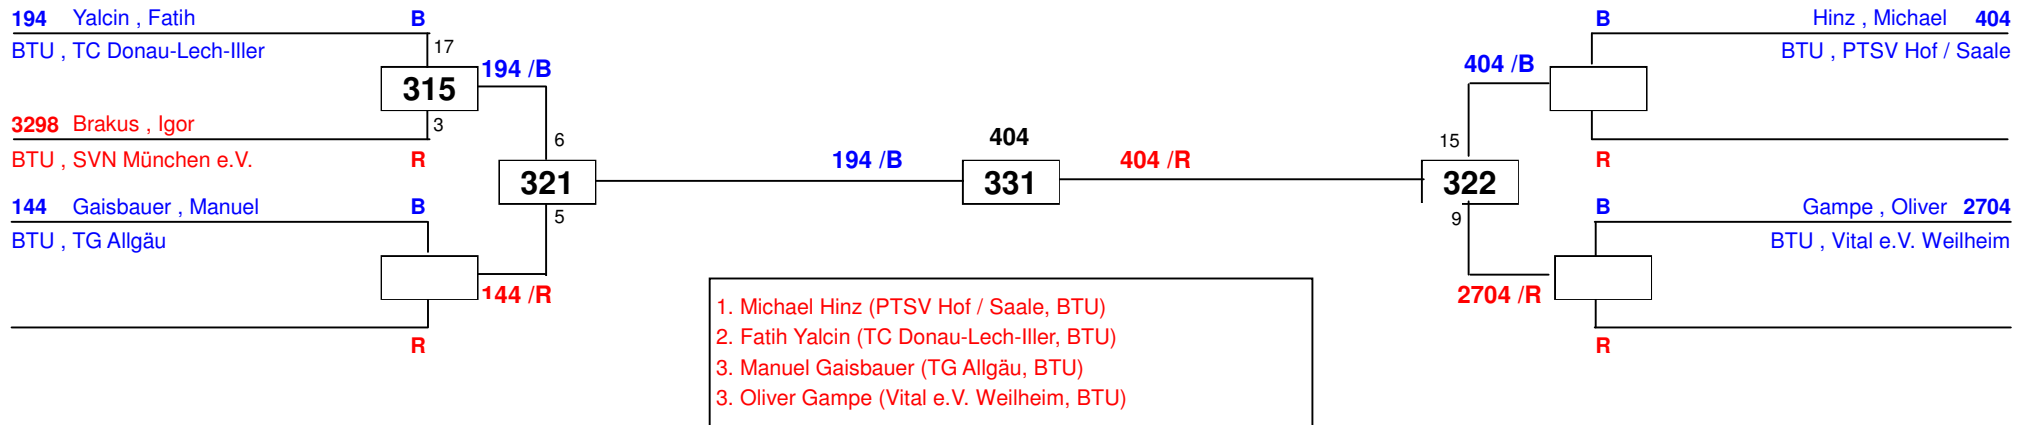 194 Yalcin , Fatih B
BTU , TC Donau-Lech-Iller
17
315
194 /B
3298 Brakus , Igor
3
BTU , SVN München e.V. R
6
321
5
144 Gaisbauer , Manuel B
BTU , TG Allgäu
144 /R
R
194 /B
404
331
404 /R
B Hinz , Michael 404
BTU , PTSV Hof / Saale
404 /B
15
R
322
9
B Gampe , Oliver 2704
BTU , Vital e.V. Weilheim
2704 /R
R
1. Michael Hinz (PTSV Hof / Saale, BTU)
2. Fatih Yalcin (TC Donau-Lech-Iller, BTU)
3. Manuel Gaisbauer (TG Allgäu, BTU)
3. Oliver Gampe (Vital e.V. Weilheim, BTU)